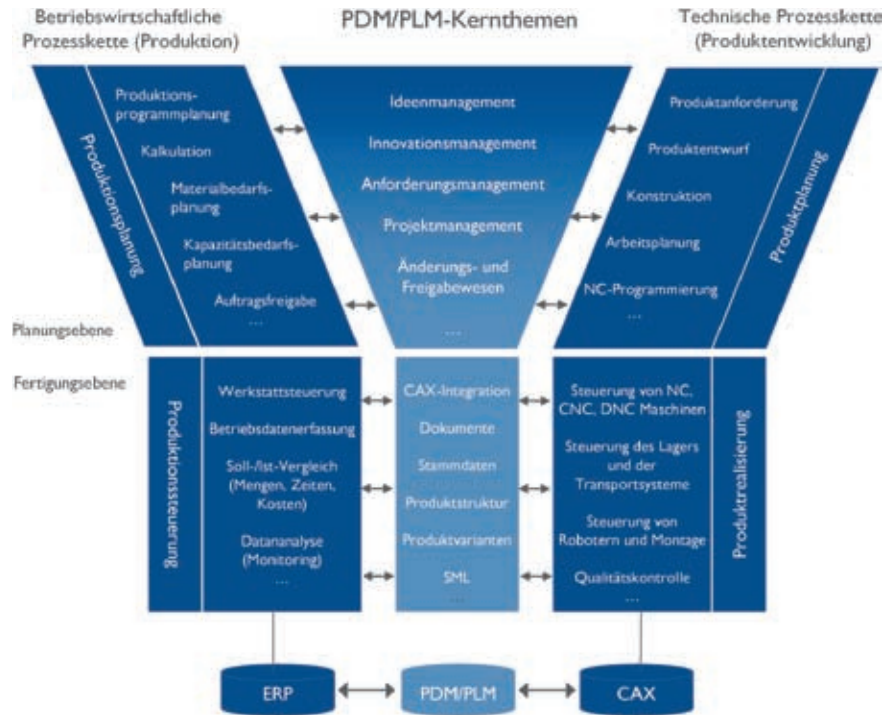 Betriebswirtschaftliche
Prozesskette (Produktion)
PDM/PLM-Kernthemen
Technische Prozesskette
(Produktentwicklung)
Produktionsplanung
Produktions-
programmplanung
Kalkulation
Materialbedarfs-
planung
Kapazitätsbedarfs-
planung
Auftragsfreigabe
...
Ideenmanagement
Innovationsmanagement
Anforderungsmanagement
Projektmanagement
Änderungs- und
Freigabewesen
...
Produktanforderung
Produktentwurf
Konstruktion
Arbeitsplanung
NC-Programmierung
...
Produktplanung
Planungsebene
Fertigungsebene
Produktionssteuerung
Werkstattsteuerung
Betriebsdatenerfassung
Soll-/Ist-Vergleich
(Mengen, Zeiten,
Kosten)
Datananalyse
(Monitoring)
...
CAX-Integration
Dokumente
Stammdaten
Produktstruktur
Produktvarianten
SML
...
Steuerung von NC,
CNC, DNC Maschinen
Steuerung des Lagers
und der
Transportsysteme
Steuerung von
Robotern und Montage
Qualitätskontrolle
...
Produktrealisierung
ERP
PDM/PLM
CAX